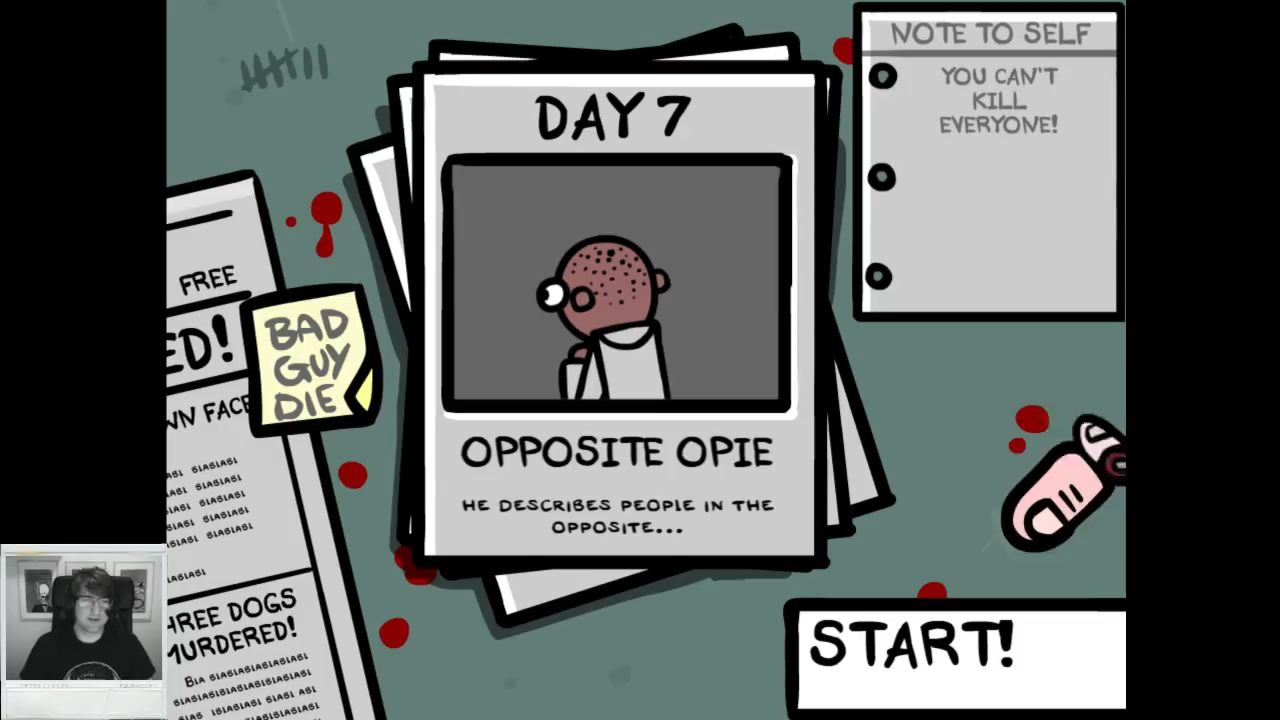 DAY 7
OPPOSITE OPIE
HE DESCRIBES PEOPLE IN THE
OPPOSITE...
NOTE TO SELF
YOU CAN'T
KILL
EVERYONE!
FREE
ED!
BAD
GUY
DIE
WN FACE
HREE DOGS
MURDERED!
START!